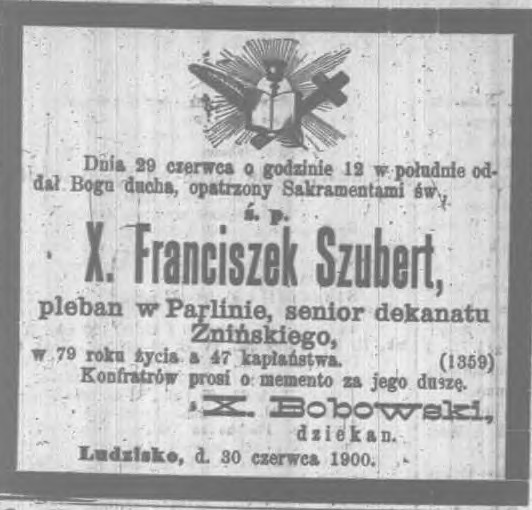 Dnia 29 czerwca o godzinie 12 w południe od-
dał Bogu ducha, opatrzony Sakramentami św.,
ś. p.
X. Franciszek Szubert,
pleban w Parlinie, senior dekanatu
Żnińskiego,
w 79 roku życia a 47 kapłaństwa. (1359)
Konfratrów prosi o memento za jego duszę.
X. Bobowski,
dziekan.
Ludzisko, d. 30 czerwca 1900.